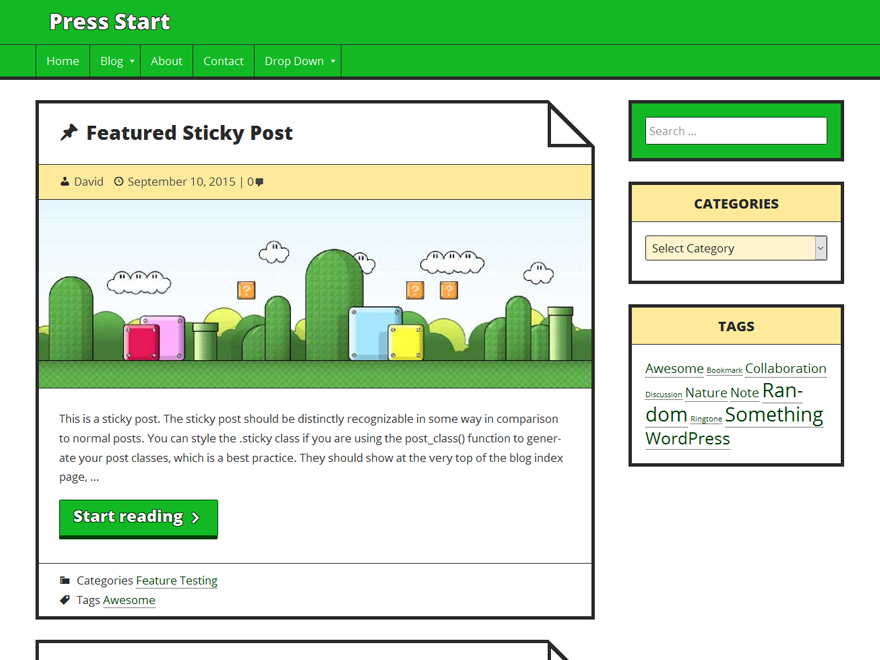 Press Start
Home Blog About Contact Drop Down
Featured Sticky Post
David September 10, 2015 | 0
? ? ?
This is a sticky post. The sticky post should be distinctly recognizable in some way in comparison
to normal posts. You can style the .sticky class if you are using the post_class() function to gener-
ate your post classes, which is a best practice. They should show at the very top of the blog index
page, ...
Start reading
Categories Feature Testing
Tags Awesome
Search ...
CATEGORIES
Select Category
TAGS
Awesome Bookmark Collaboration
Discussion Nature Note Ran-
dom Ringtone Something
WordPress